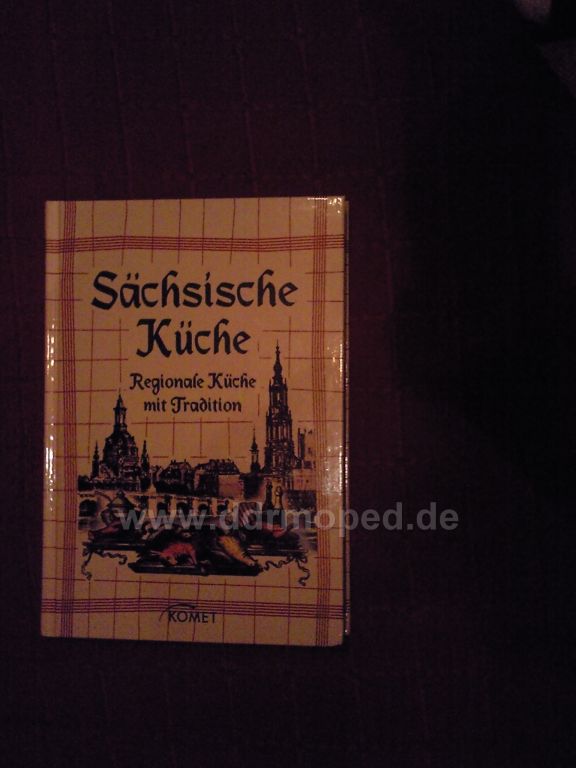 Sächsische
Küche
Regionale Küche
mit Tradition
www.ddrmoped.de
KOMET